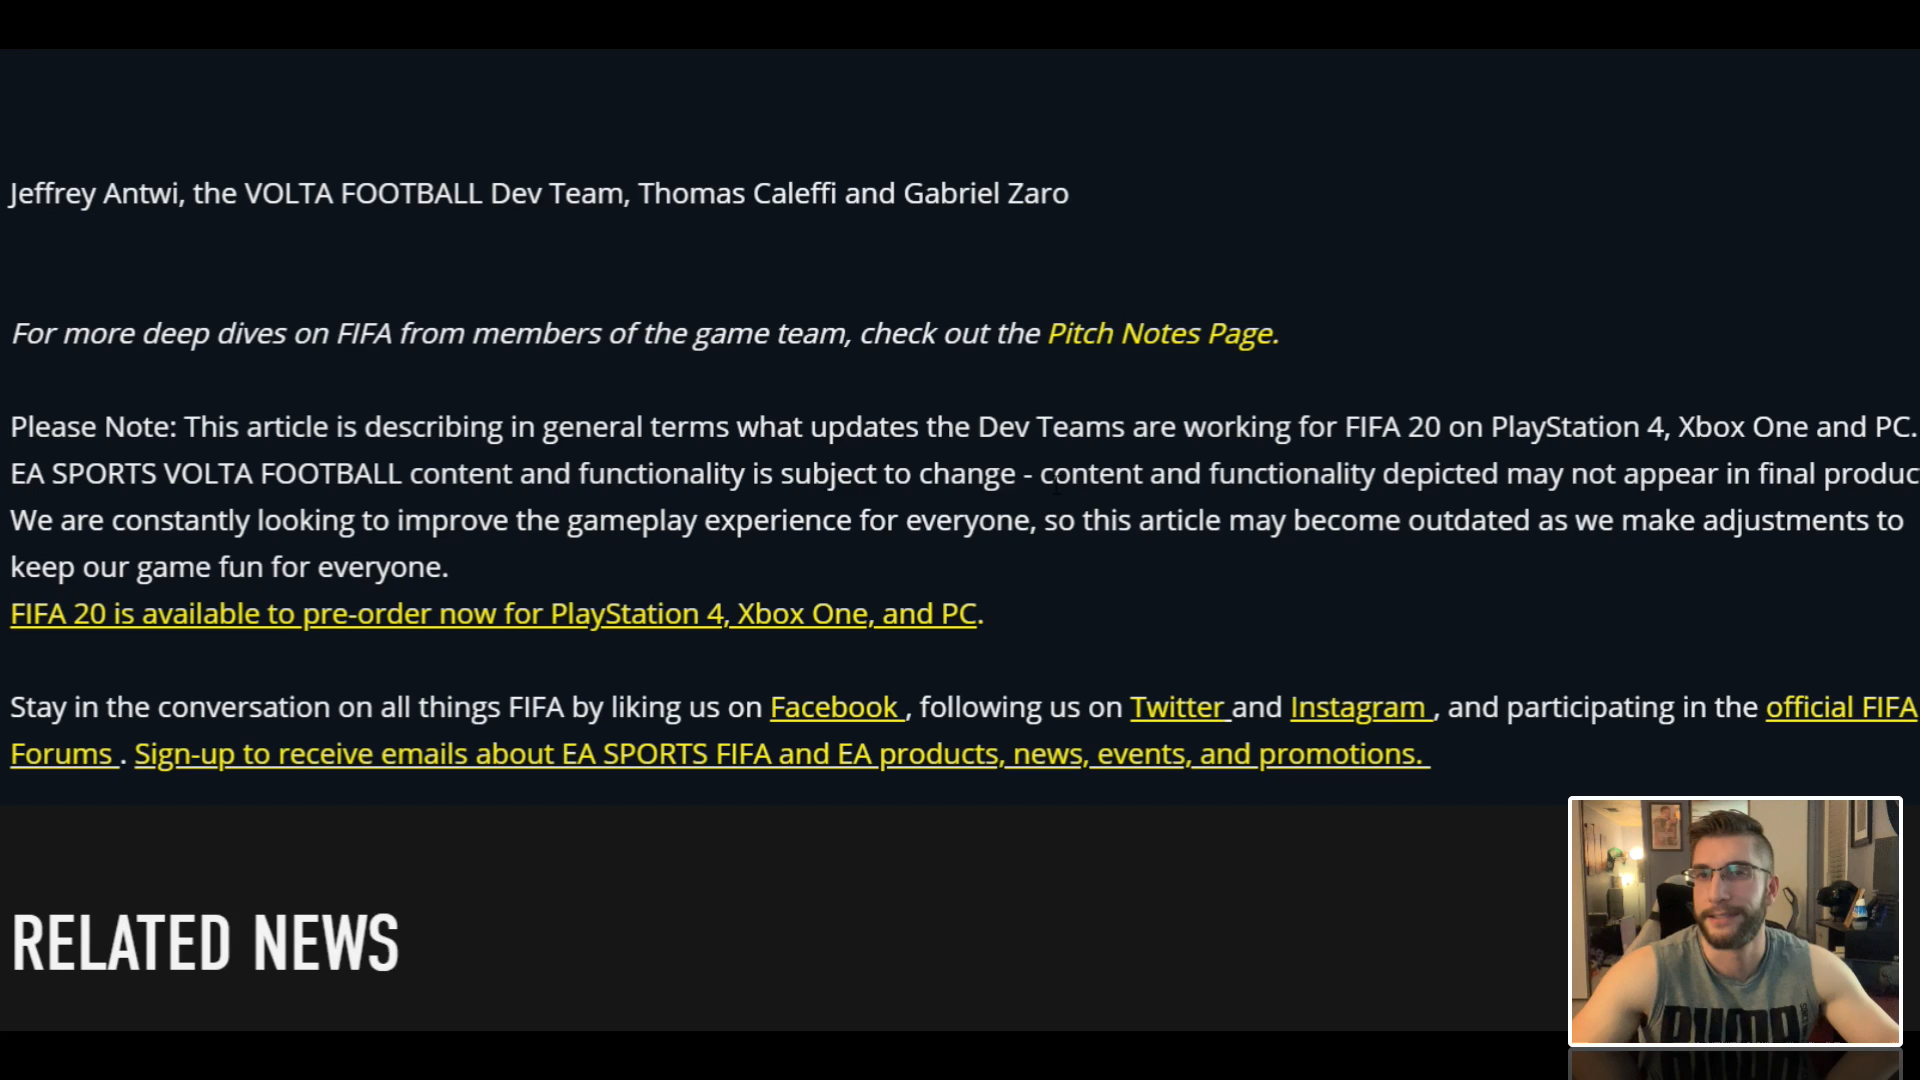 Jeffrey Antwi, the VOLTA FOOTBALL Dev Team, Thomas Caleffi and Gabriel Zaro
For more deep dives on FIFA from members of the game team, check out the Pitch Notes Page.
Please Note: This article is describing in general terms what updates the Dev Teams are working for FIFA 20 on PlayStation 4, Xbox One and PC.
EA SPORTS VOLTA FOOTBALL content and functionality is subject to change - content and functionality depicted may not appear in final produc
We are constantly looking to improve the gameplay experience for everyone, so this article may become outdated as we make adjustments to
keep our game fun for everyone.
FIFA 20 is available to pre-order now for PlayStation 4, Xbox One, and PC.
Stay in the conversation on all things FIFA by liking us on Facebook , following us on Twitter and Instagram , and participating in the official FIFA
Forums . Sign-up to receive emails about EA SPORTS FIFA and EA products, news, events, and promotions.
RELATED NEWS
PUMA